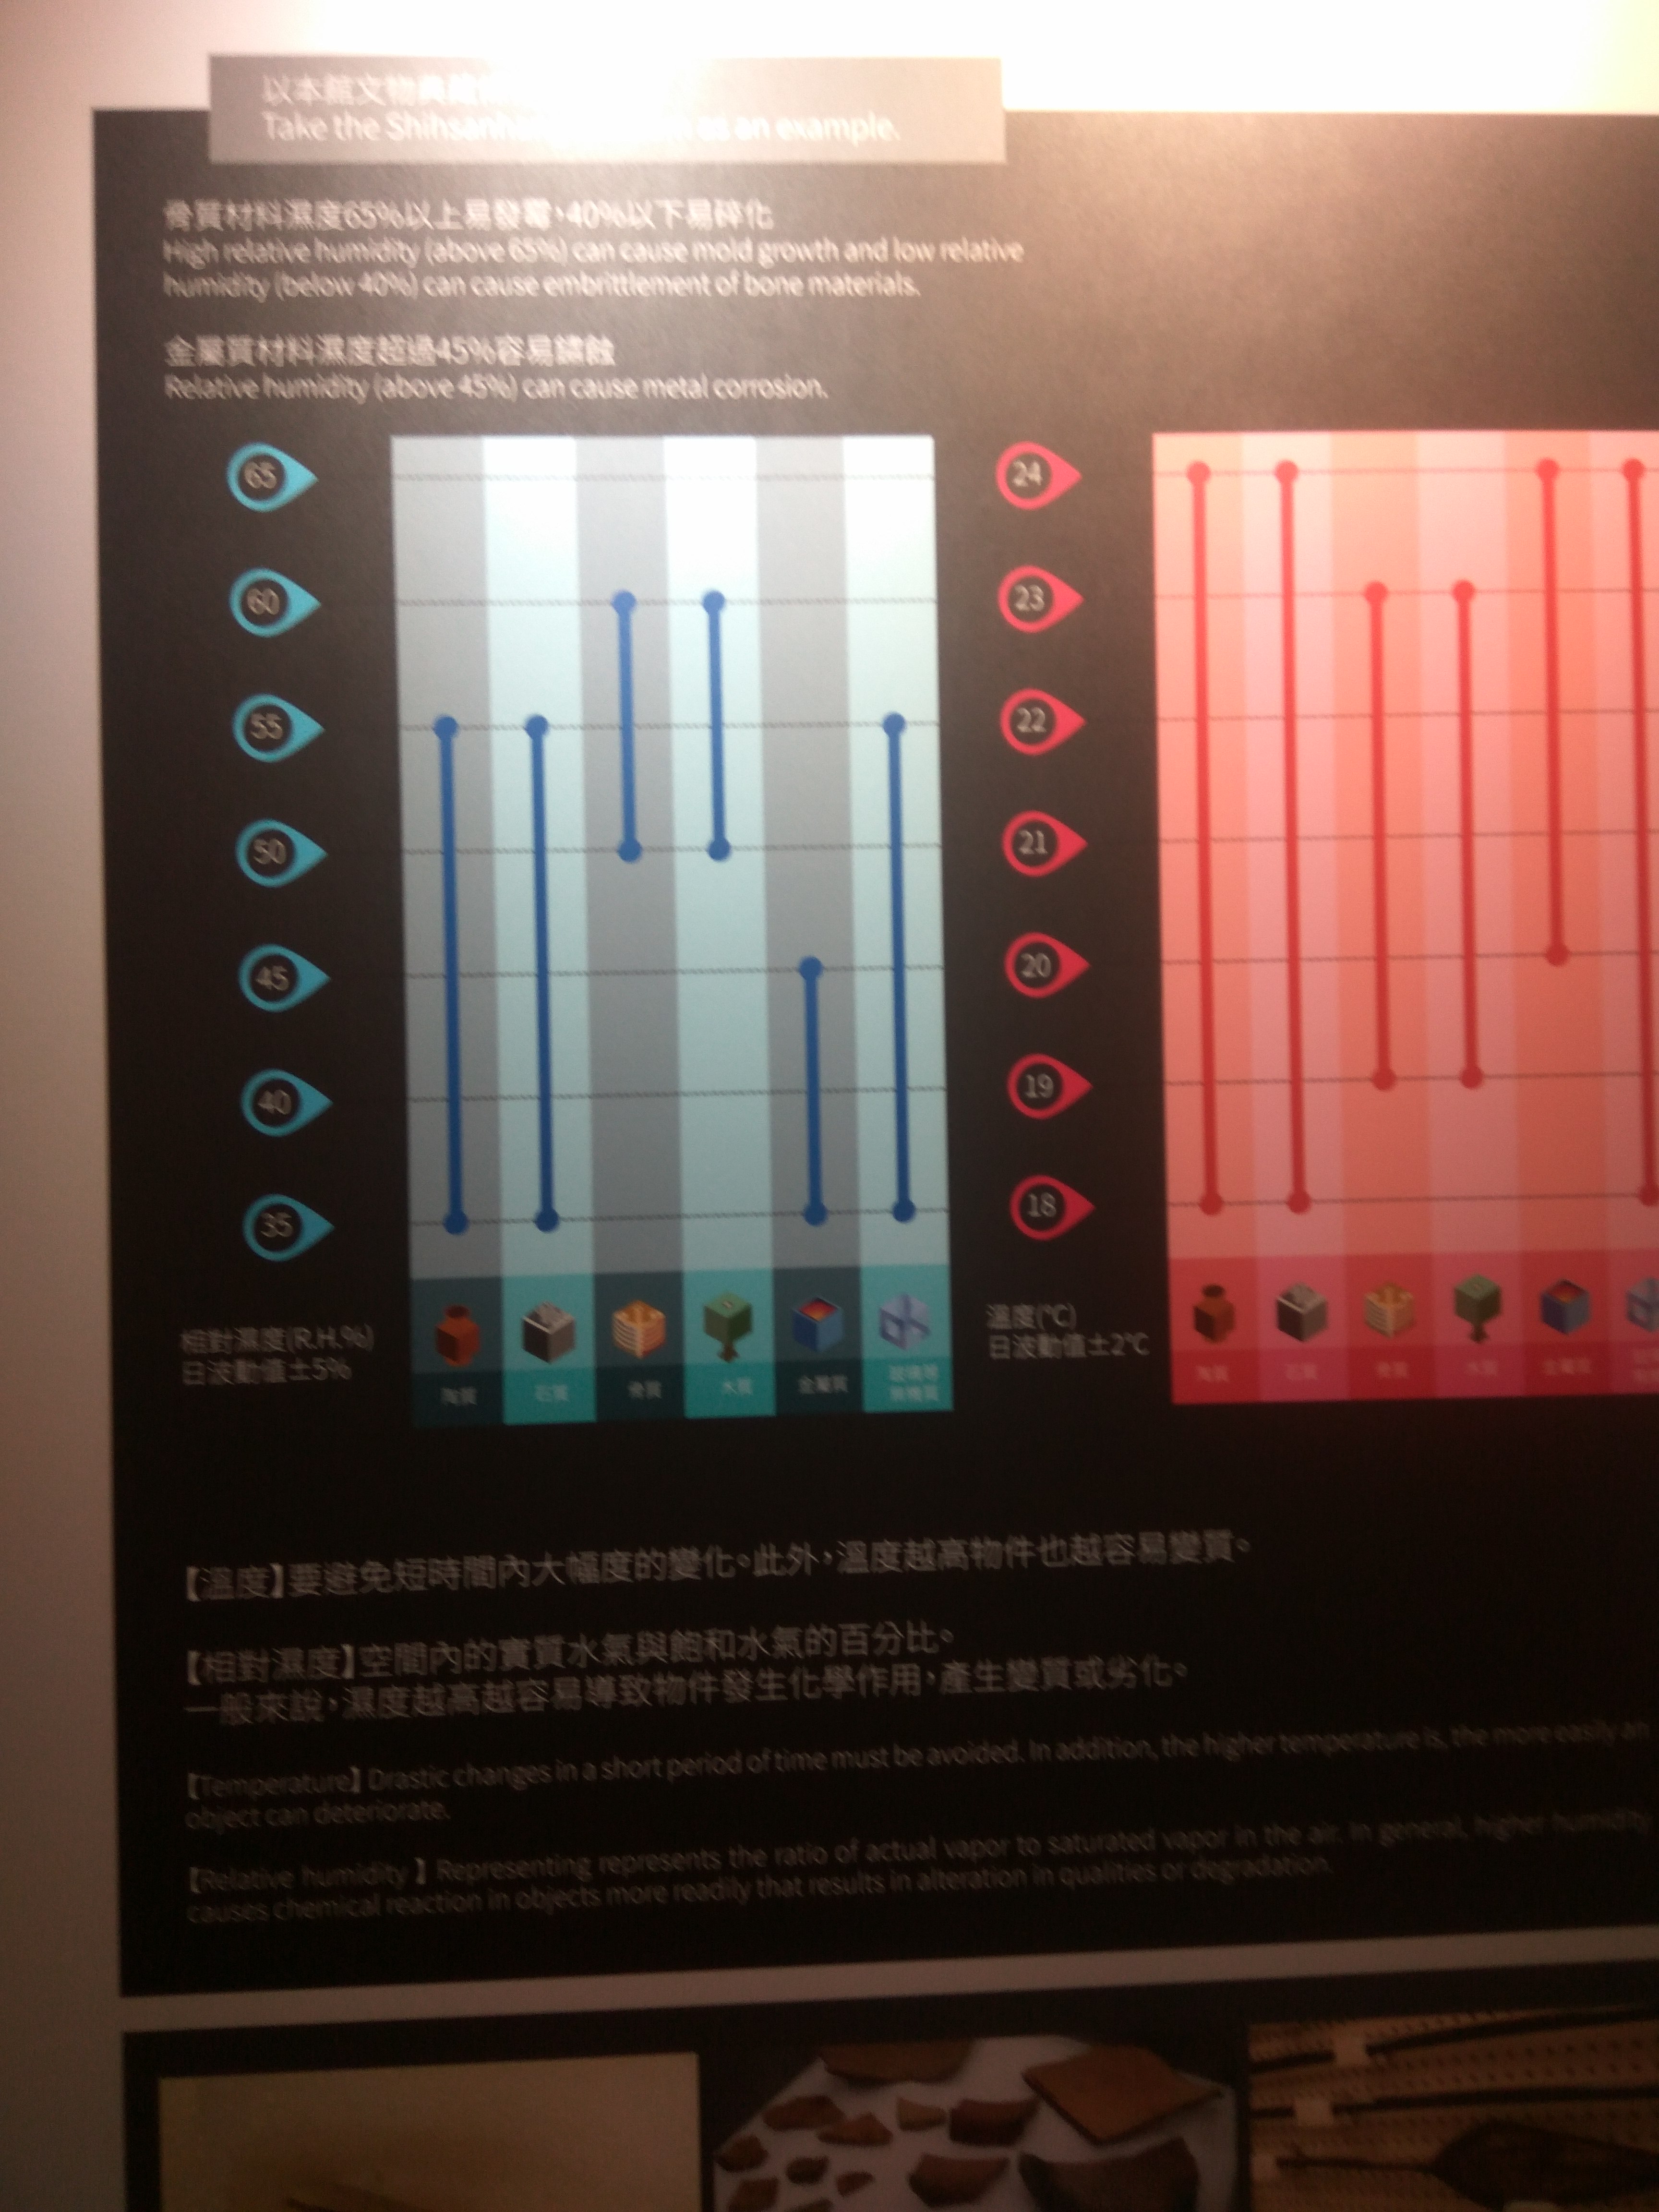 以本館文物典藏
Take the Shihsanhang as an example.
骨質材料濕度65%以上易發霉，40%以下易碎化
High relative humidity (above 65%) can cause mold growth and low relative
humidity (below 40%) can cause embrittlement of bone materials.
金屬質材料濕度超過45%容易鏽蝕
Relative humidity (above 45%) can cause metal corrosion.
65
60
55
50
45
40
35
相對濕度(R.H.%)
日波動值±5%
陶質
石質
骨質
木質
金屬質
玻璃等
無機質
24
23
22
21
20
19
18
溫度(°C)
日波動值±2°C
陶質
石質
骨質
木質
金屬質
【溫度】要避免短時間內大幅度的變化。此外，溫度越高物件也越容易變質。
【相對濕度】空間內的實質水氣與飽和水氣的百分比。
一般來說，濕度越高越容易導致物件發生化學作用，產生變質或劣化。
【Temperature】Drastic changes in a short period of time must be avoided. In addition, the higher temperature is, the more easily an
object can deteriorate.
【Relative humidity 】Representing represents the ratio of actual vapor to saturated vapor in the air. In general, higher humidity
causes chemical reaction in objects more readily that results in alteration in qualities or degradation.